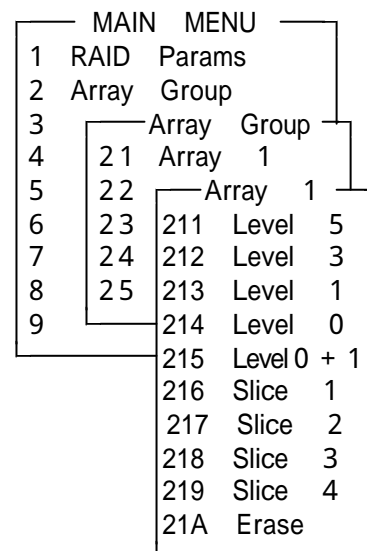 MAIN MENU
1 RAID Params
2 Array Group
3 Array Group
4 21 Array 1
5 22 Array 1
6 23 211 Level 5
7 24 212 Level 3
8 25 213 Level 1
9 214 Level 0
215 Level 0 + 1
216 Slice 1
217 Slice 2
218 Slice 3
219 Slice 4
21A Erase